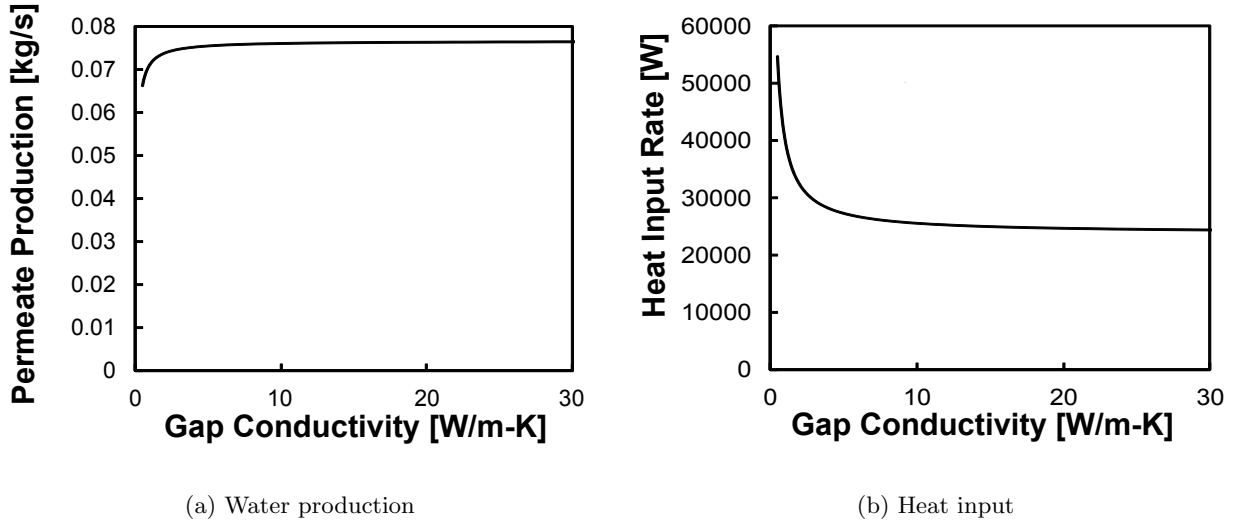 Permeate Production [kg/s]
0.08
0.07
0.06
0.05
0.04
0.03
0.02
0.01
0
0 10 20 30
Gap Conductivity [W/m-K]
(a) Water production
Heat Input Rate [W]
60000
50000
40000
30000
20000
10000
0
0 10 20 30
Gap Conductivity [W/m-K]
(b) Heat input